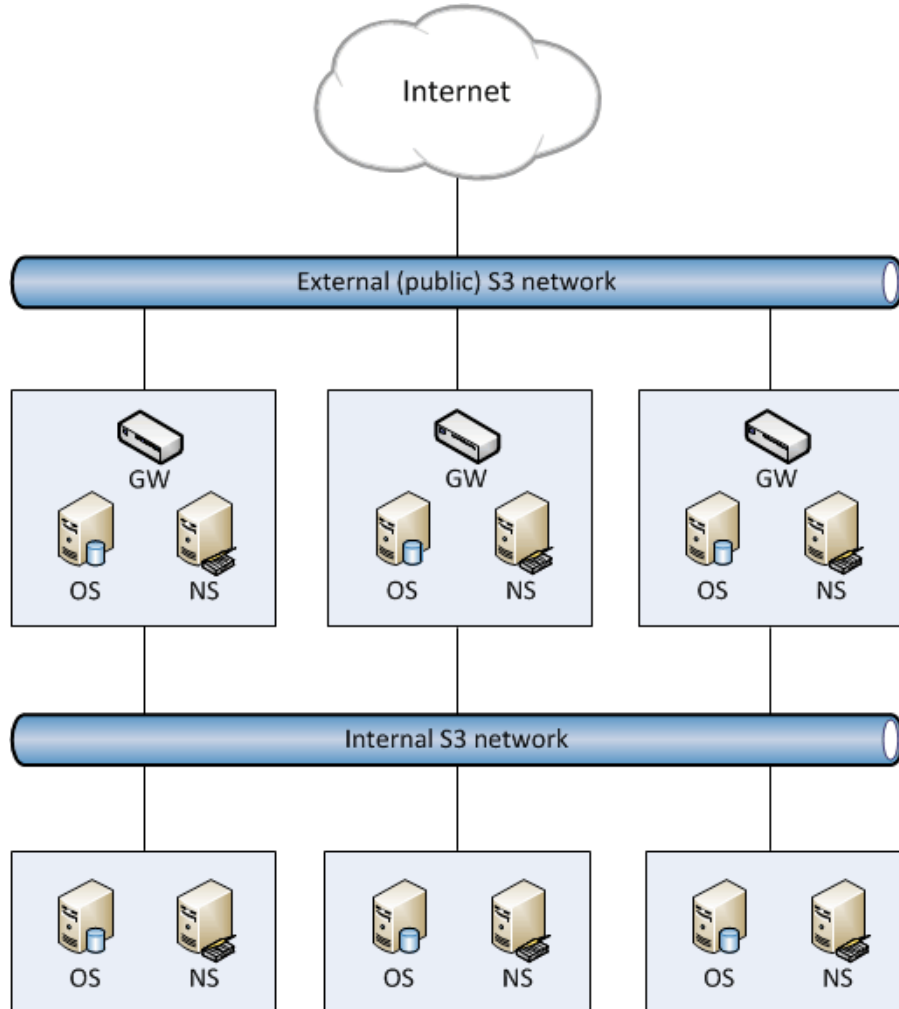 Internet
External (public) S3 network
GW
GW
GW
OS
NS
OS
NS
OS
NS
Internal S3 network
OS
NS
OS
NS
OS
NS